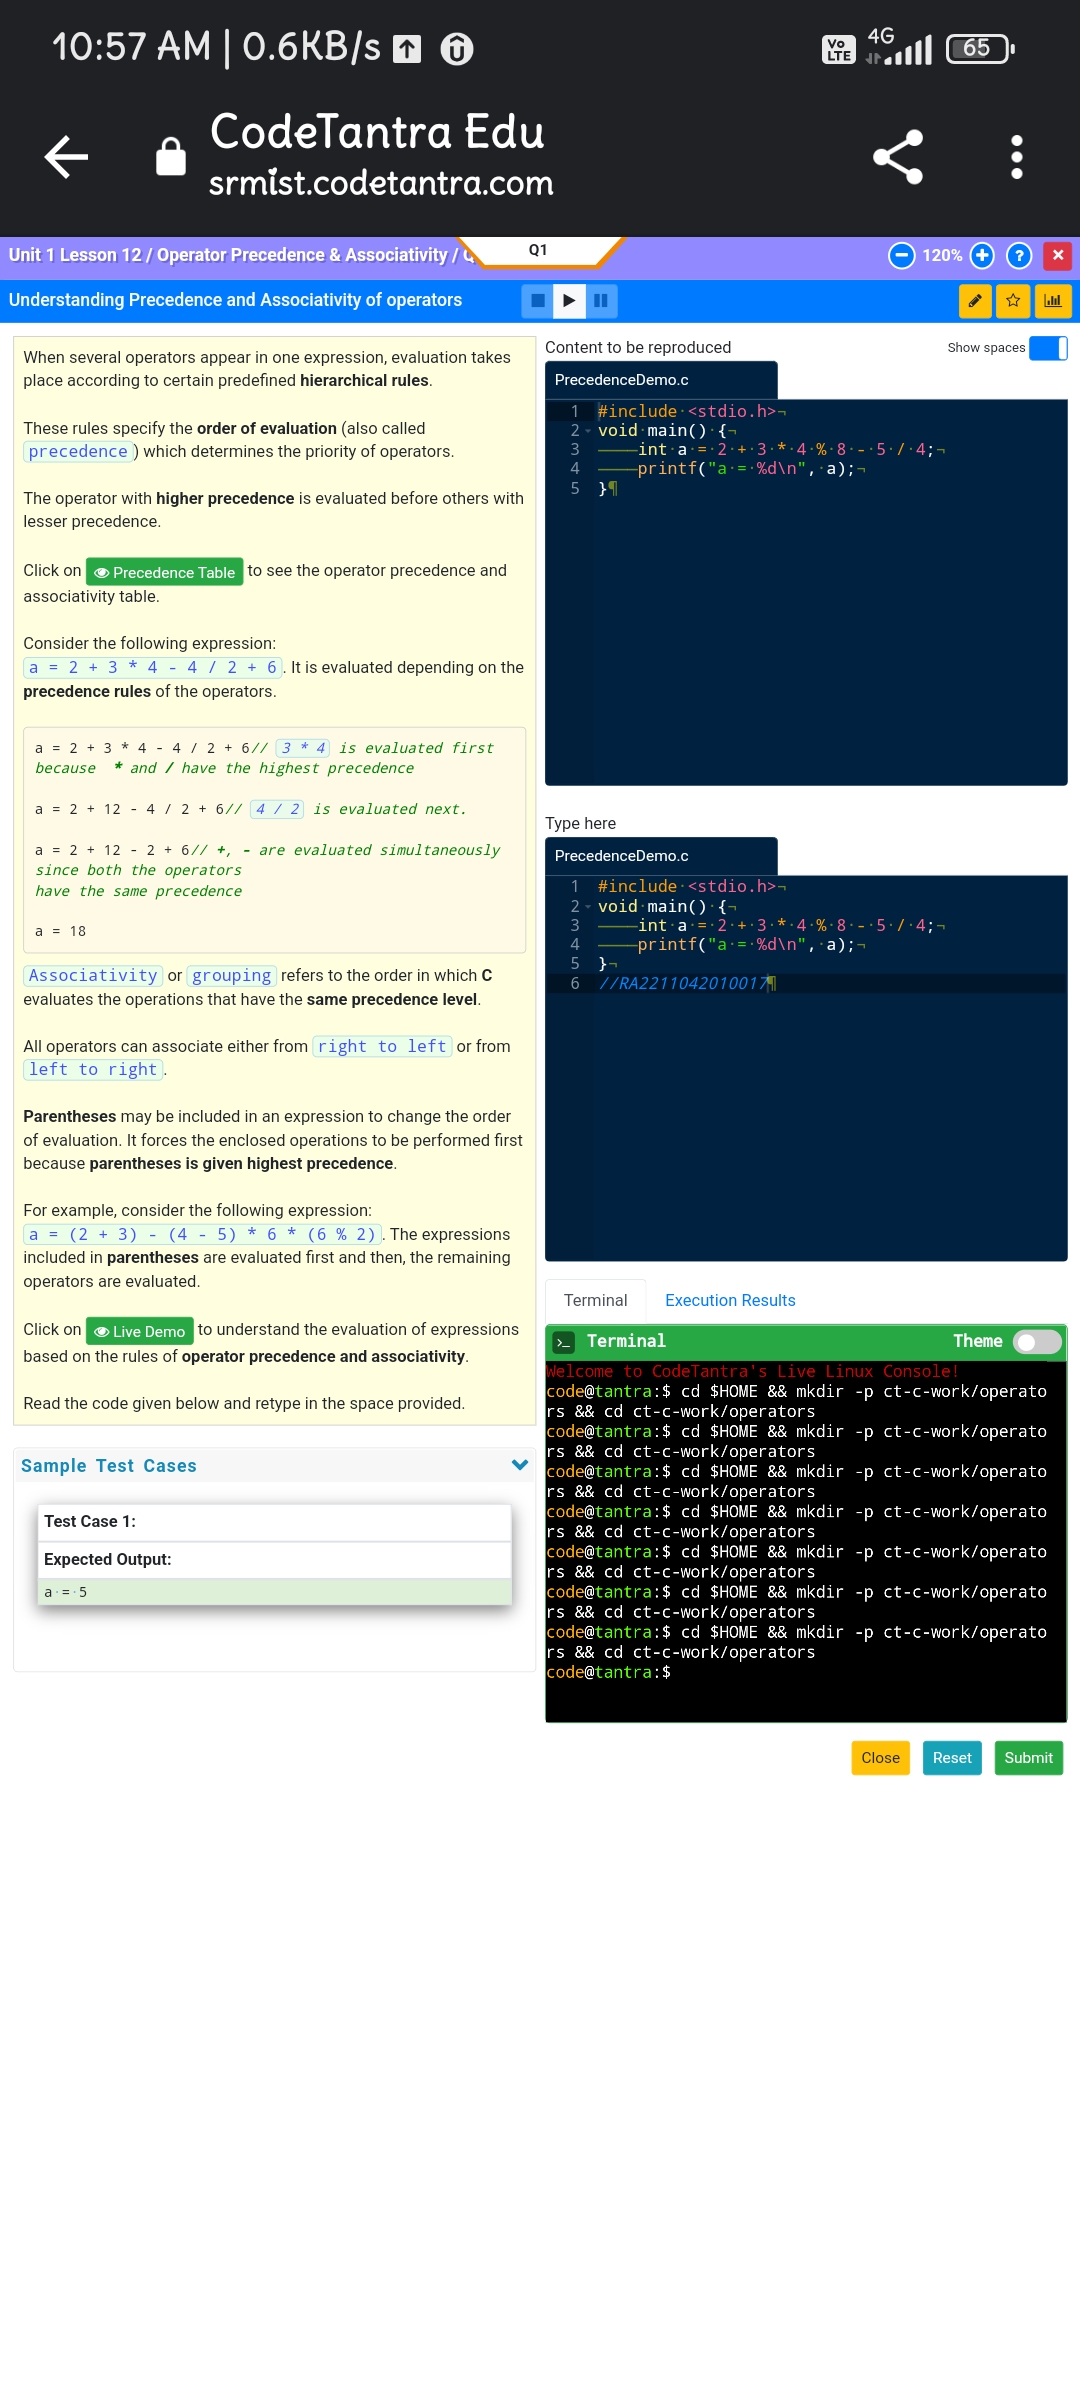 10:57 AM | 0.6KB/s
Vo LTE 4G 65
CodeTantra Edu
srmist.codetantra.com
Unit 1 Lesson 12 / Operator Precedence & Associativity / Q
Q1
120%
Understanding Precedence and Associativity of operators
When several operators appear in one expression, evaluation takes
place according to certain predefined hierarchical rules.
These rules specify the order of evaluation (also called
precedence) which determines the priority of operators.
The operator with higher precedence is evaluated before others with
lesser precedence.
Click on Precedence Table to see the operator precedence and
associativity table.
Consider the following expression:
a = 2 + 3 * 4 - 4 / 2 + 6. It is evaluated depending on the
precedence rules of the operators.
a = 2 + 3 * 4 - 4 / 2 + 6// 3 * 4 is evaluated first
because * and / have the highest precedence
a = 2 + 12 - 4 / 2 + 6// 4 / 2 is evaluated next.
a = 2 + 12 - 2 + 6// +, - are evaluated simultaneously
since both the operators
have the same precedence
a = 18
Associativity or grouping refers to the order in which C
evaluates the operations that have the same precedence level.
All operators can associate either from right to left or from
left to right.
Parentheses may be included in an expression to change the order
of evaluation. It forces the enclosed operations to be performed first
because parentheses is given highest precedence.
For example, consider the following expression:
a = (2 + 3) - (4 - 5) * 6 * (6 % 2). The expressions
included in parentheses are evaluated first and then, the remaining
operators are evaluated.
Click on Live Demo to understand the evaluation of expressions
based on the rules of operator precedence and associativity.
Read the code given below and retype in the space provided.
Sample Test Cases
Test Case 1:
Expected Output:
a·=·5
Content to be reproduced
Show spaces
PrecedenceDemo.c
1 #include·<stdio.h>¬
2 void·main()·{¬
3 ————int·a·=·2·+·3·*·4·%·8·-·5·/·4;¬
4 ————printf("a·=·%d\n",·a);¬
5 }¶
Type here
PrecedenceDemo.c
1 #include·<stdio.h>¬
2 void·main()·{¬
3 ————int·a·=·2·+·3·*·4·%·8·-·5·/·4;¬
4 ————printf("a·=·%d\n",·a);¬
5 }¬
6 //RA2211042010017¶
Terminal
Execution Results
Terminal
Theme
Welcome to CodeTantra's Live Linux Console!
code@tantra:$ cd $HOME && mkdir -p ct-c-work/operato
rs && cd ct-c-work/operators
code@tantra:$ cd $HOME && mkdir -p ct-c-work/operato
rs && cd ct-c-work/operators
code@tantra:$ cd $HOME && mkdir -p ct-c-work/operato
rs && cd ct-c-work/operators
code@tantra:$ cd $HOME && mkdir -p ct-c-work/operato
rs && cd ct-c-work/operators
code@tantra:$ cd $HOME && mkdir -p ct-c-work/operato
rs && cd ct-c-work/operators
code@tantra:$ cd $HOME && mkdir -p ct-c-work/operato
rs && cd ct-c-work/operators
code@tantra:$ cd $HOME && mkdir -p ct-c-work/operato
rs && cd ct-c-work/operators
code@tantra:$
Close
Reset
Submit